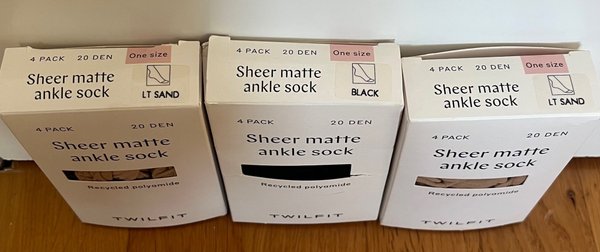 4 PACK 20 DEN One size
Sheer matte
ankle sock
LT SAND
4 PACK 20 DEN
Sheer matte
ankle sock
Recycled polyamide
TWILFIT
4 PACK 20 DEN One size
Sheer matte
ankle sock
BLACK
4 PACK 20 DEN
Sheer matte
ankle sock
Recycled polyamide
TWILFIT
4 PACK 20 DEN One size
Sheer matte
ankle sock
LT SAND
4 PACK 20 DEN
Sheer matte
ankle sock
Recycled polyamide
TWILFIT